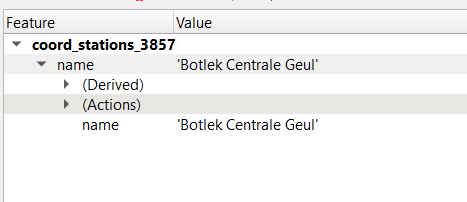 Feature Value
coord_stations_3857
name 'Botlek Centrale Geul'
(Derived)
(Actions)
name 'Botlek Centrale Geul'